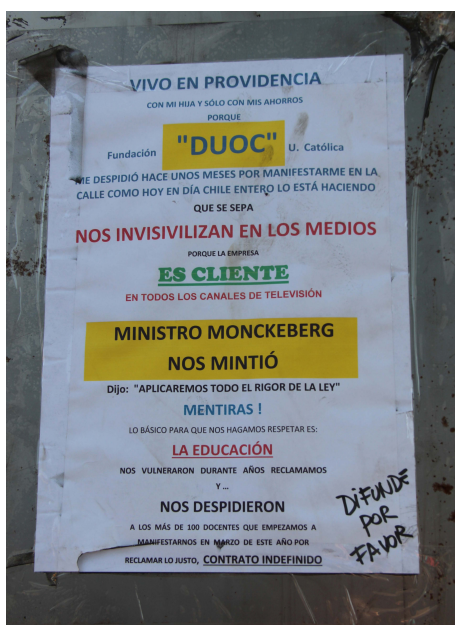 VIVO EN PROVIDENCIA
CON MI HIJA Y SÓLO CON MIS AHORROS
PORQUE
Fundación "DUOC" U. Católica
ME DESPIDIÓ HACE UNOS MESES POR MANIFESTARME EN LA
CALLE COMO HOY EN DÍA CHILE ENTERO LO ESTÁ HACIENDO
QUE SE SEPA
NOS INVISIVILIZAN EN LOS MEDIOS
PORQUE LA EMPRESA
ES CLIENTE
EN TODOS LOS CANALES DE TELEVISIÓN
MINISTRO MONCKEBERG
NOS MINTIÓ
Dijo: "APLICAREMOS TODO EL RIGOR DE LA LEY"
MENTIRAS !
LO BÁSICO PARA QUE NOS HAGAMOS RESPETAR ES:
LA EDUCACIÓN
NOS VULNERARON DURANTE AÑOS RECLAMAMOS
Y ...
NOS DESPIDIERON
A LOS MÁS DE 100 DOCENTES QUE EMPEZAMOS A
MANIFESTARNOS EN MARZO DE ESTE AÑO POR
RECLAMAR LO JUSTO, CONTRATO INDEFINIDO
DIFUNDE
POR
FAVOR